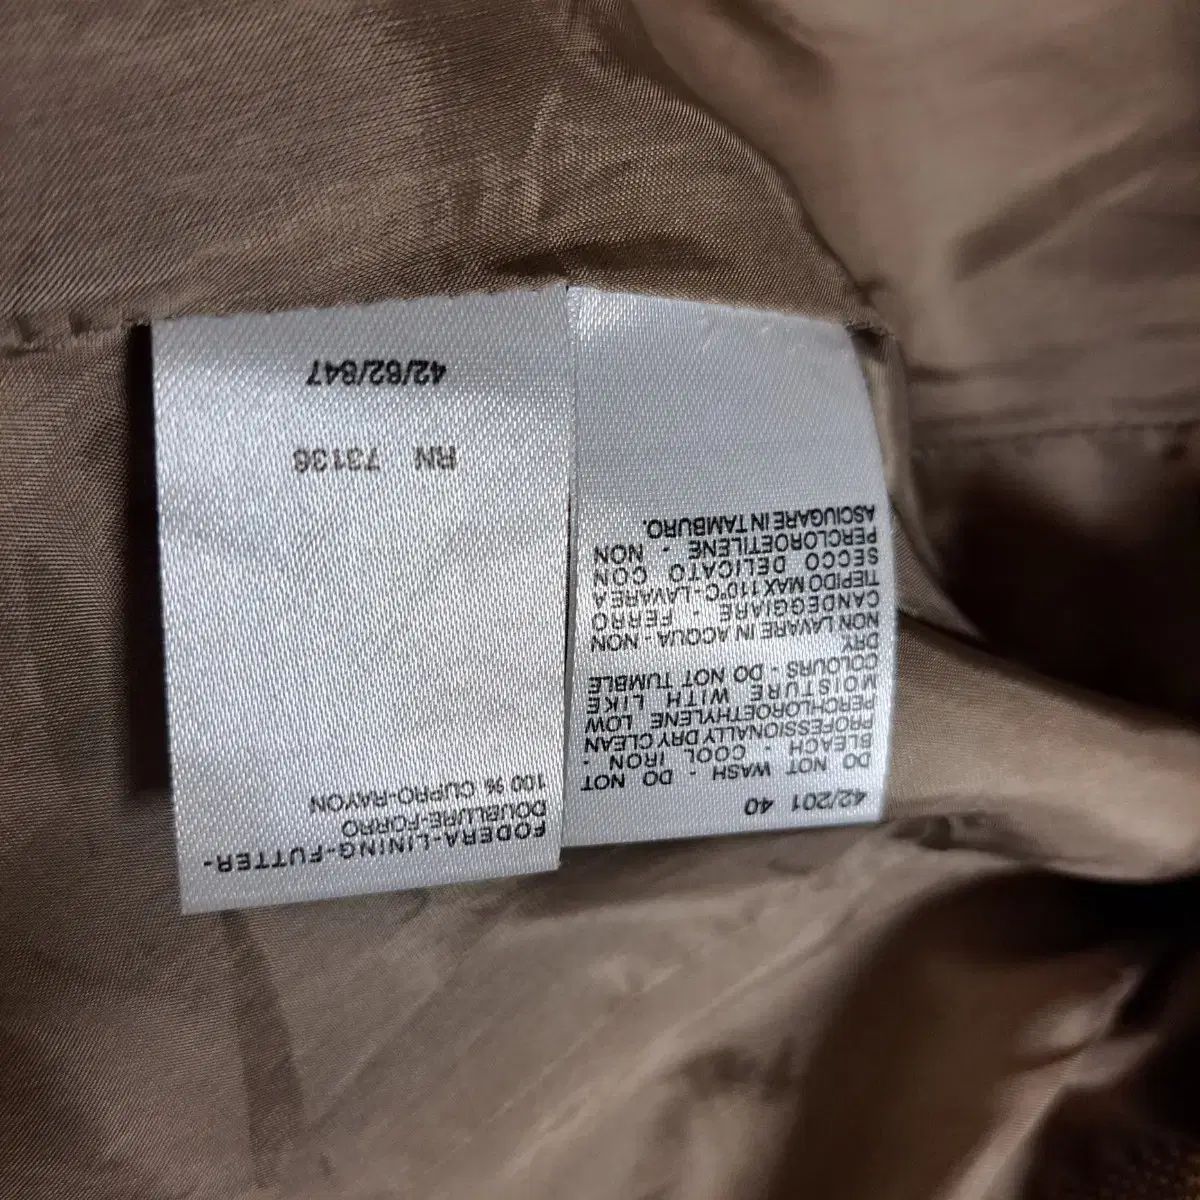 42/201 40
DO NOT WASH - DO NOT
BLEACH - COOL IRON -
PROFESSIONALLY DRY CLEAN
PERCHLOROETHYLENE LOW
MOISTURE WITH LIKE
COLOURS - DO NOT TUMBLE
DRY
NON LAVARE IN ACQUA - NON
CANDEGGIARE - FERRO
TIEPIDO MAX 110°C-LAVARE A
SECCO DELICATO CON
PERCLOROETILENE - NON
ASCIUGARE IN TAMBURO.
FODERA-LINING-FUTTER-
DOUBLURE-FORRO
100 % CUPRO-RAYON
RN 73136
42/82/847